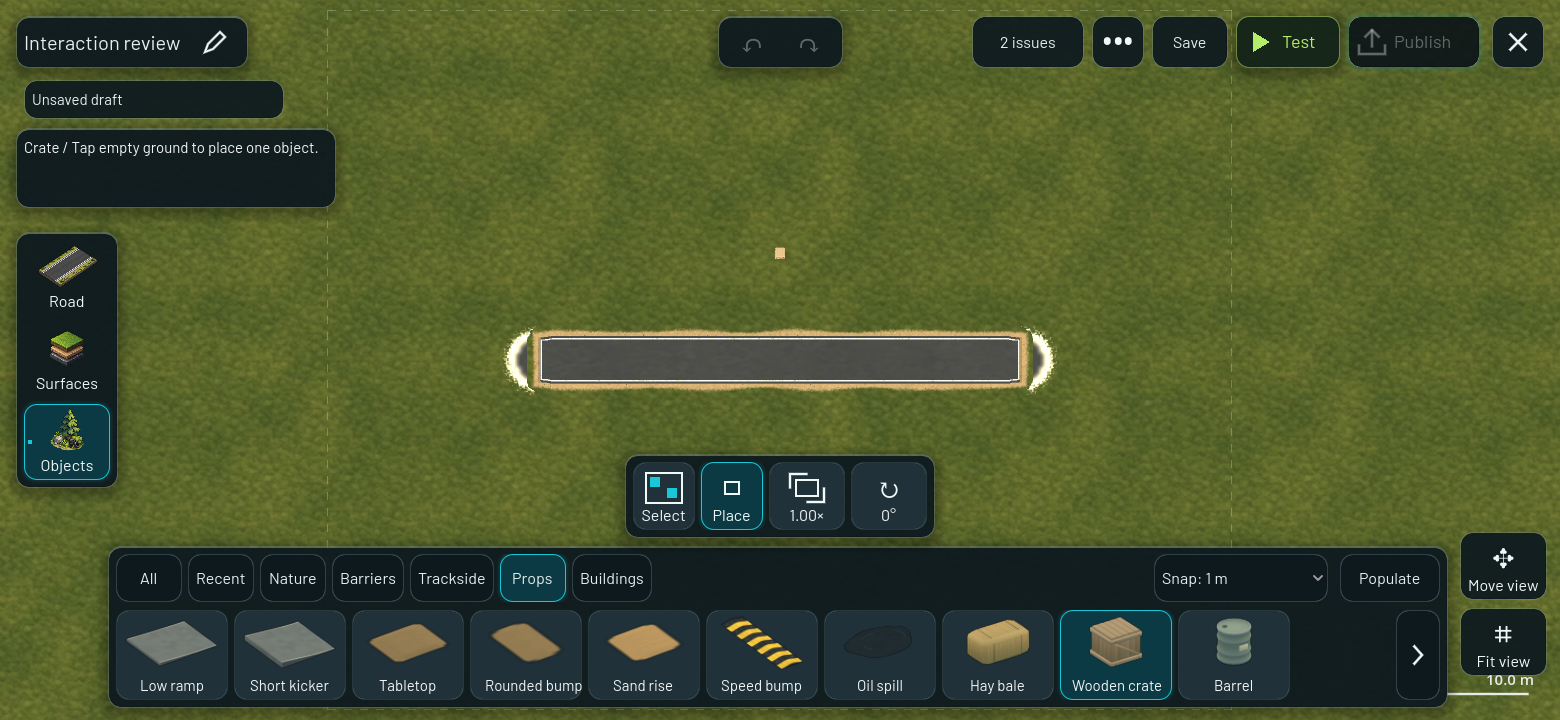 Interaction review
2 issues
Save
Test
Publish
Unsaved draft
Crate / Tap empty ground to place one object.
Road
Surfaces
Objects
Select
Place
1.00×
0°
All
Recent
Nature
Barriers
Trackside
Props
Buildings
Snap: 1 m
Populate
Move view
Low ramp
Short kicker
Tabletop
Rounded bump
Sand rise
Speed bump
Oil spill
Hay bale
Wooden crate
Barrel
Fit view
10.0 m